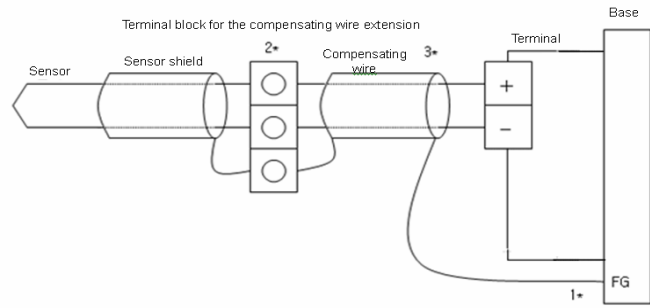 Base
Terminal block for the compensating wire extension
2*
Compensating
wire
3*
Terminal
Sensor
Sensor shield
+
−
FG
1*